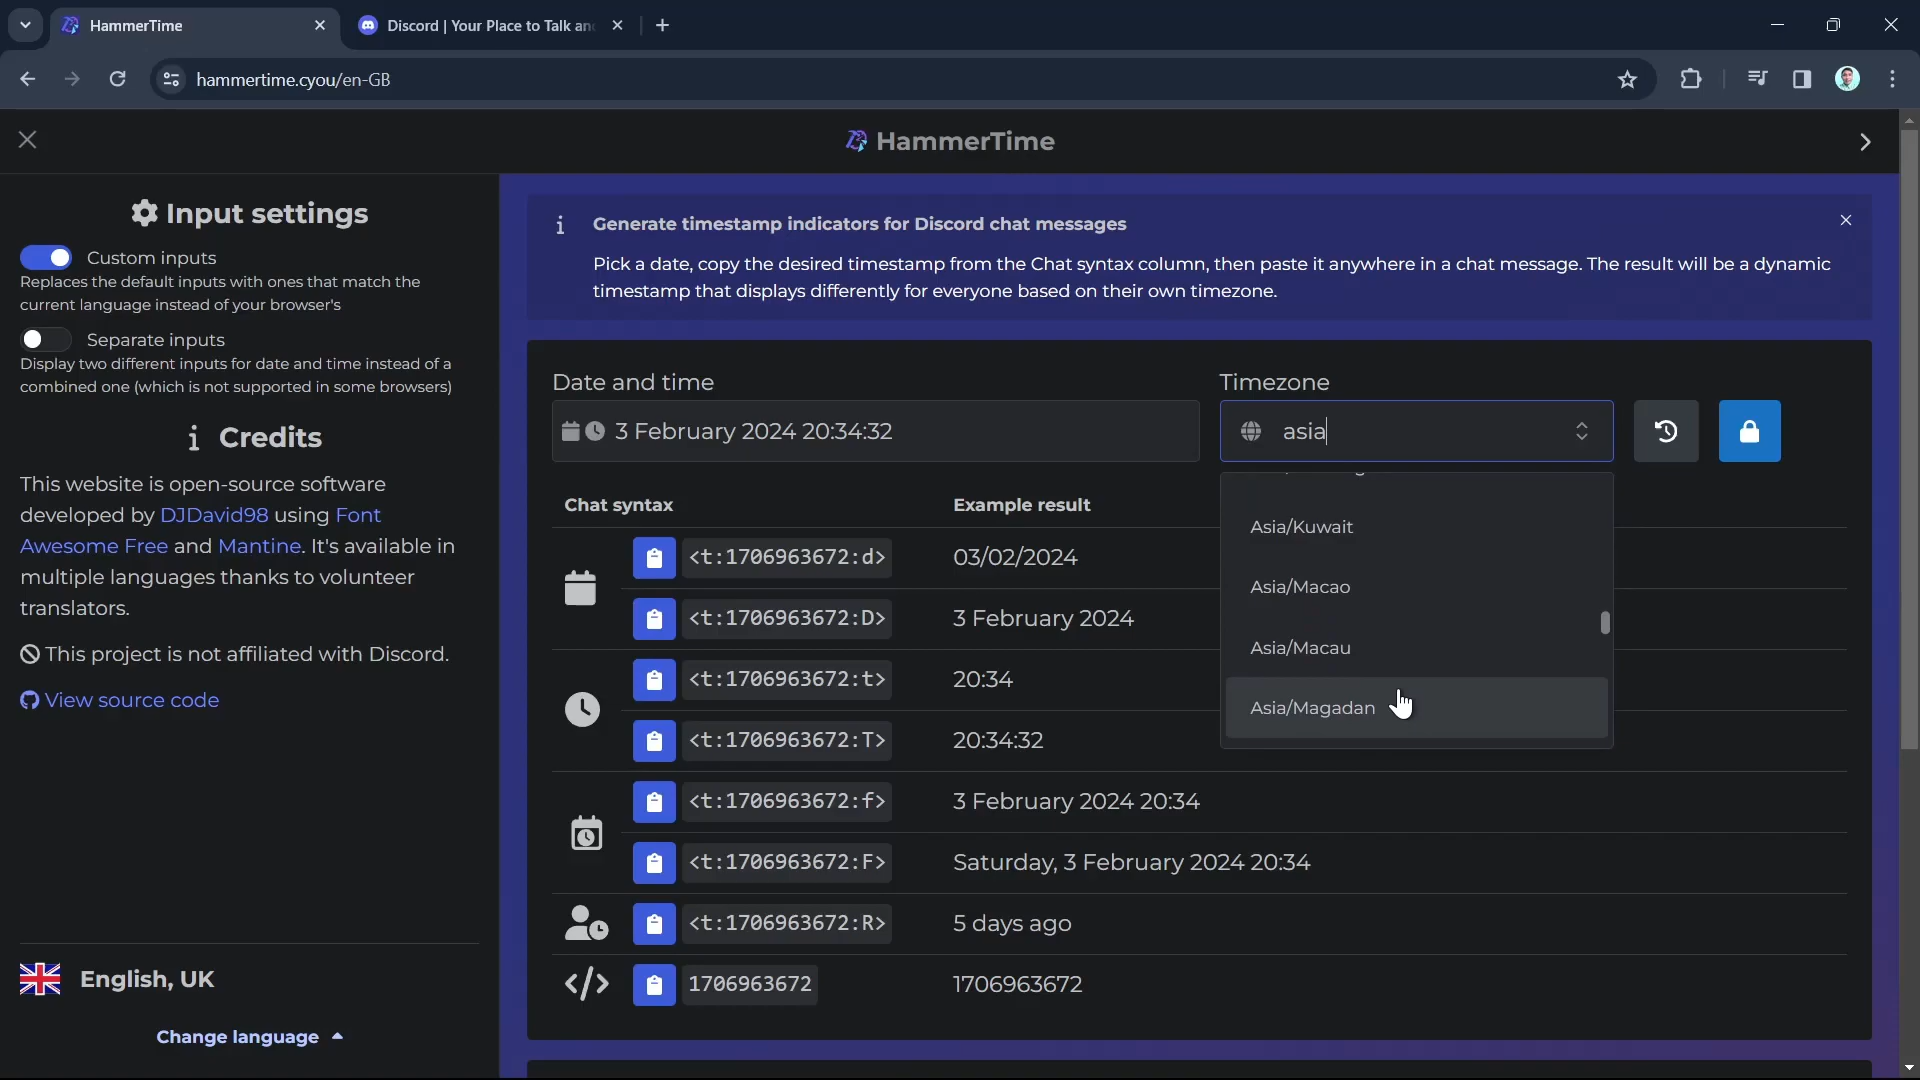 HammerTime
Discord | Your Place to Talk an
hammertime.cyou/en-GB
HammerTime
Input settings
Custom inputs
Replaces the default inputs with ones that match the
current language instead of your browser's
Separate inputs
Display two different inputs for date and time instead of a
combined one (which is not supported in some browsers)
Credits
This website is open-source software
developed by DJDavid98 using Font
Awesome Free and Mantine. It's available in
multiple languages thanks to volunteer
translators.
This project is not affiliated with Discord.
View source code
English, UK
Change language
Generate timestamp indicators for Discord chat messages
Pick a date, copy the desired timestamp from the Chat syntax column, then paste it anywhere in a chat message. The result will be a dynamic
timestamp that displays differently for everyone based on their own timezone.
Date and time
3 February 2024 20:34:32
Timezone
asia
Asia/Kuwait
Asia/Macao
Asia/Macau
Asia/Magadan
Chat syntax Example result
<t:1706963672:d> 03/02/2024
<t:1706963672:D> 3 February 2024
<t:1706963672:t> 20:34
<t:1706963672:T> 20:34:32
<t:1706963672:f> 3 February 2024 20:34
<t:1706963672:F> Saturday, 3 February 2024 20:34
<t:1706963672:R> 5 days ago
1706963672 1706963672